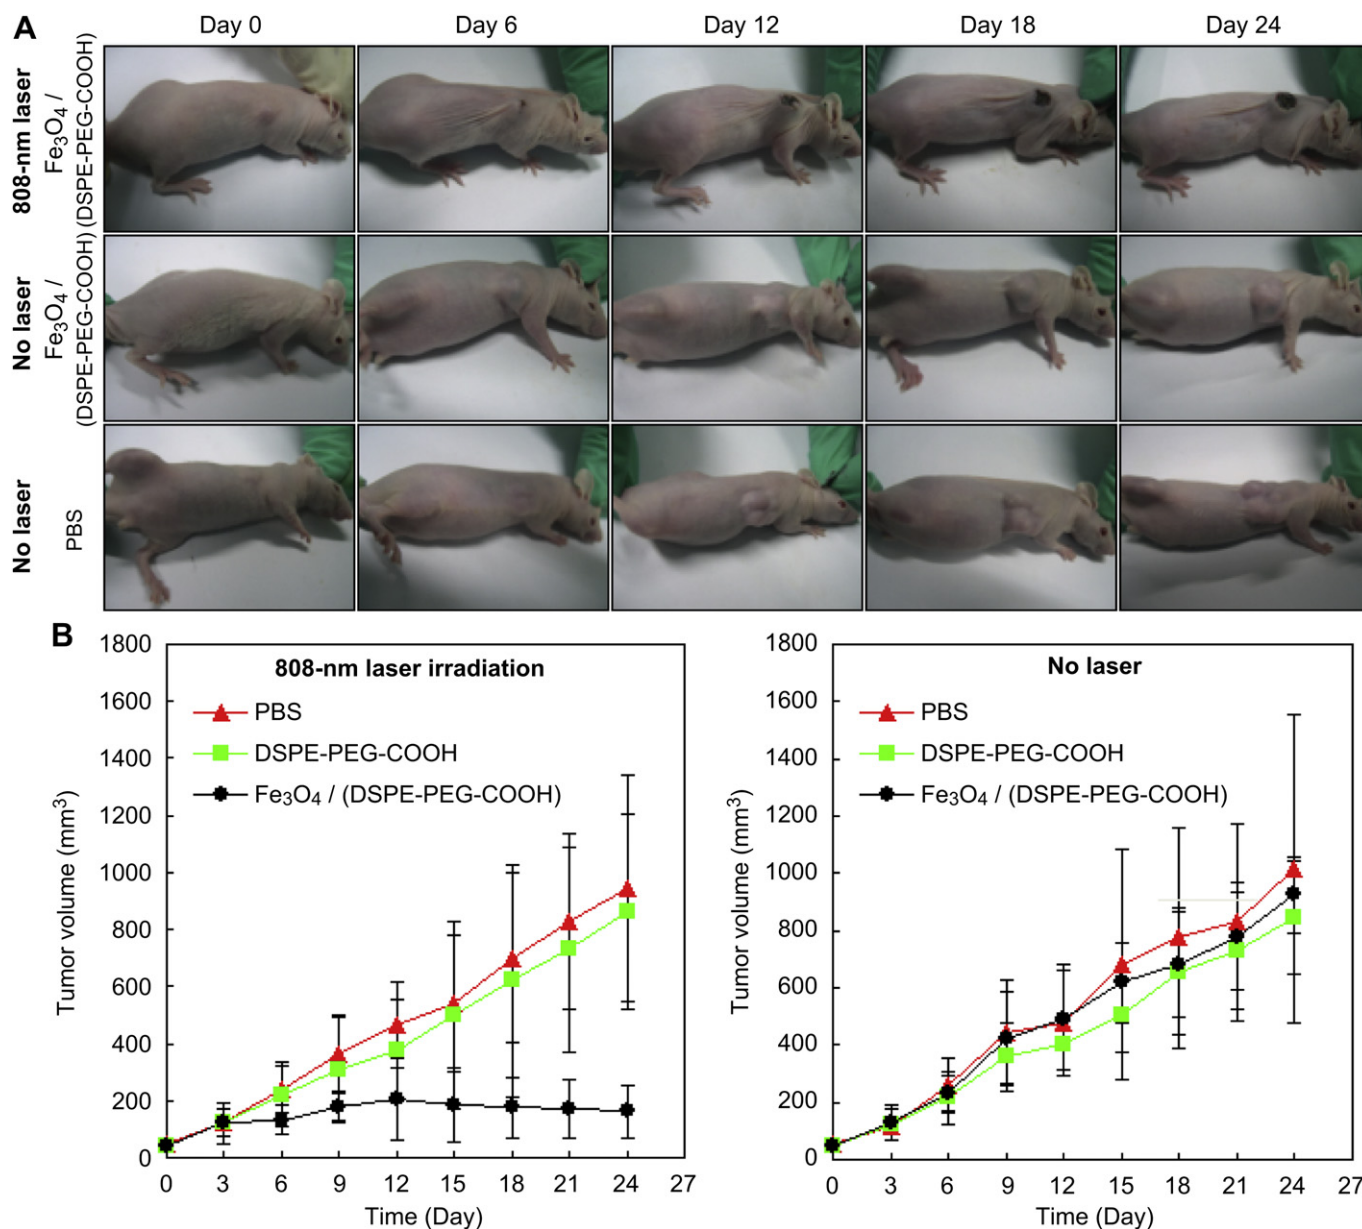 A
Day 0 Day 6 Day 12 Day 18 Day 24
808-nm laser
Fe₃O₄ /
(DSPE-PEG-COOH)
No laser
Fe₃O₄ /
(DSPE-PEG-COOH)
No laser
PBS
B
808-nm laser irradiation
PBS
DSPE-PEG-COOH
Fe₃O₄ / (DSPE-PEG-COOH)
Tumor volume (mm³)
1800
1600
1400
1200
1000
800
600
400
200
0
0 3 6 9 12 15 18 21 24 27
Time (Day)
No laser
PBS
DSPE-PEG-COOH
Fe₃O₄ / (DSPE-PEG-COOH)
Tumor volume (mm³)
1800
1600
1400
1200
1000
800
600
400
200
0
0 3 6 9 12 15 18 21 24 27
Time (Day)